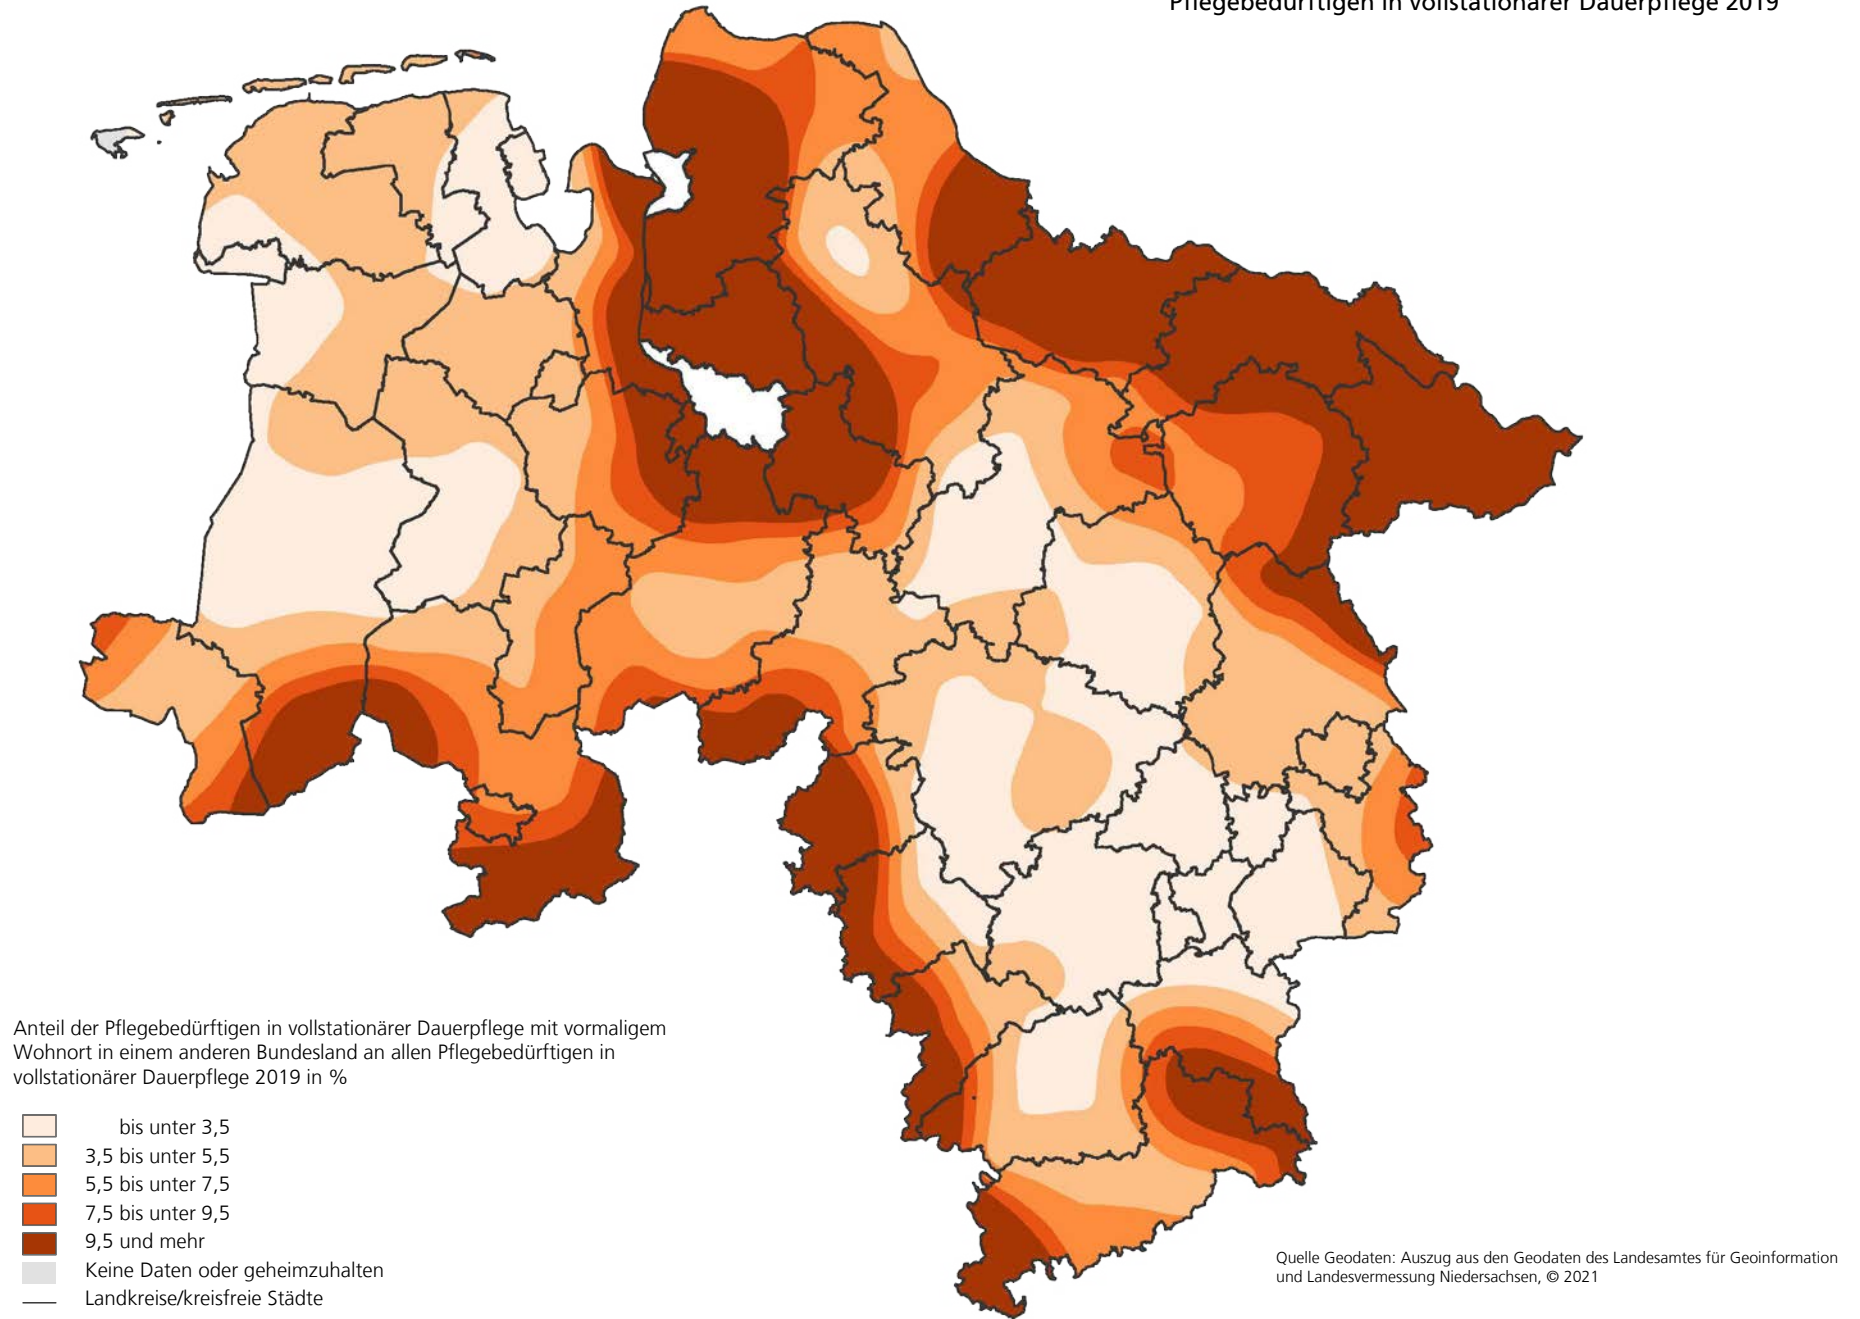 Pflegebedürftigen in vollstationärer Dauerpflege 2019
Anteil der Pflegebedürftigen in vollstationärer Dauerpflege mit vormaligem
Wohnort in einem anderen Bundesland an allen Pflegebedürftigen in
vollstationärer Dauerpflege 2019 in %
bis unter 3,5
3,5 bis unter 5,5
5,5 bis unter 7,5
7,5 bis unter 9,5
9,5 und mehr
Keine Daten oder geheimzuhalten
Landkreise/kreisfreie Städte
Quelle Geodaten: Auszug aus den Geodaten des Landesamtes für Geoinformation
und Landesvermessung Niedersachsen, © 2021